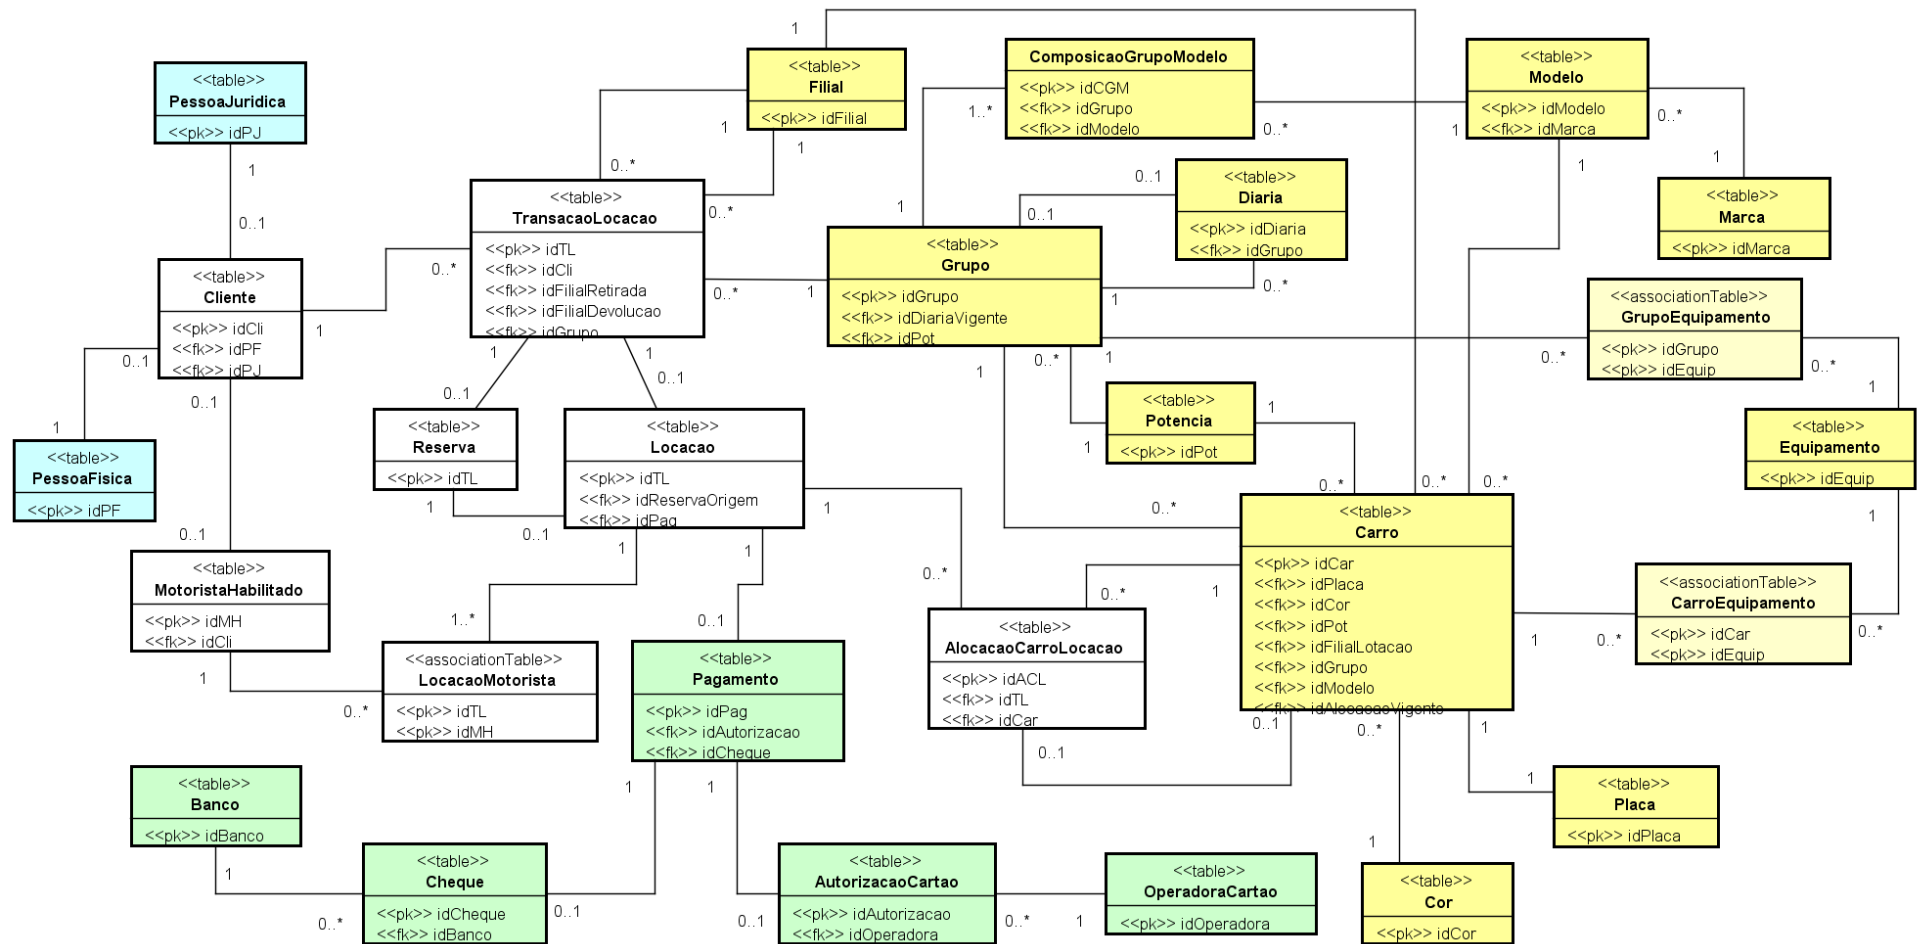 1
<<table>>
Filial
<<pk>> idFilial
ComposicaoGrupoModelo
<<pk>> idCGM
<<fk>> idGrupo
<<fk>> idModelo
<<table>>
Modelo
<<pk>> idModelo
<<fk>> idMarca
<<table>>
PessoaJuridica
<<pk>> idPJ
1
1
1..*
0..*
1
0..*
1
0..*
1
1
0..1
<<table>>
Diaria
<<pk>> idDiaria
<<fk>> idGrupo
<<table>>
Marca
<<pk>> idMarca
<<table>>
TransacaoLocacao
<<pk>> idTL
<<fk>> idCli
<<fk>> idFilialRetirada
<<fk>> idFilialDevolucao
<<fk>> idGrupo
0..1
0..*
1
0..1
<<table>>
Grupo
<<pk>> idGrupo
<<fk>> idDiariaVigente
<<fk>> idPot
<<table>>
Cliente
<<pk>> idCli
<<fk>> idPF
<<fk>> idPJ
0..*
1
0..*
1
1
0..*
<<associationTable>>
GrupoEquipamento
<<pk>> idGrupo
<<pk>> idEquip
0..1
1
1
0..1
0..1
1
0..*
1
0..*
0..*
1
0..1
<<table>>
Potencia
<<pk>> idPot
1
1
<<table>>
Reserva
<<pk>> idTL
<<table>>
Locacao
<<pk>> idTL
<<fk>> idReservaOrigem
<<fk>> idPag
<<table>>
Equipamento
<<pk>> idEquip
1
<<table>>
PessoaFisica
<<pk>> idPF
0..*
0..*
0..*
1
0..1
1
1
1
0..1
0..*
1
<<table>>
Carro
<<pk>> idCar
<<fk>> idPlaca
<<fk>> idCor
<<fk>> idPot
<<fk>> idFilialLotacao
<<fk>> idGrupo
<<fk>> idModelo
<<fk>> idAlocacaoVigente
<<table>>
MotoristaHabilitado
<<pk>> idMH
<<fk>> idCli
0..*
0..*
1
1..*
0..1
<<table>>
AlocacaoCarroLocacao
<<pk>> idACL
<<fk>> idTL
<<fk>> idCar
<<associationTable>>
CarroEquipamento
<<pk>> idCar
<<pk>> idEquip
1
0..*
0..*
<<associationTable>>
LocacaoMotorista
<<pk>> idTL
<<pk>> idMH
<<table>>
Pagamento
<<pk>> idPag
<<fk>> idAutorizacao
<<fk>> idCheque
1
0..*
0..1
0..1
0..*
1
1
<<table>>
Banco
<<pk>> idBanco
1
1
<<table>>
Placa
<<pk>> idPlaca
1
1
<<table>>
Cheque
<<pk>> idCheque
<<fk>> idBanco
<<table>>
AutorizacaoCartao
<<pk>> idAutorizacao
<<fk>> idOperadora
<<table>>
OperadoraCartao
<<pk>> idOperadora
<<table>>
Cor
<<pk>> idCor
0..*
0..1
0..1
0..*
1